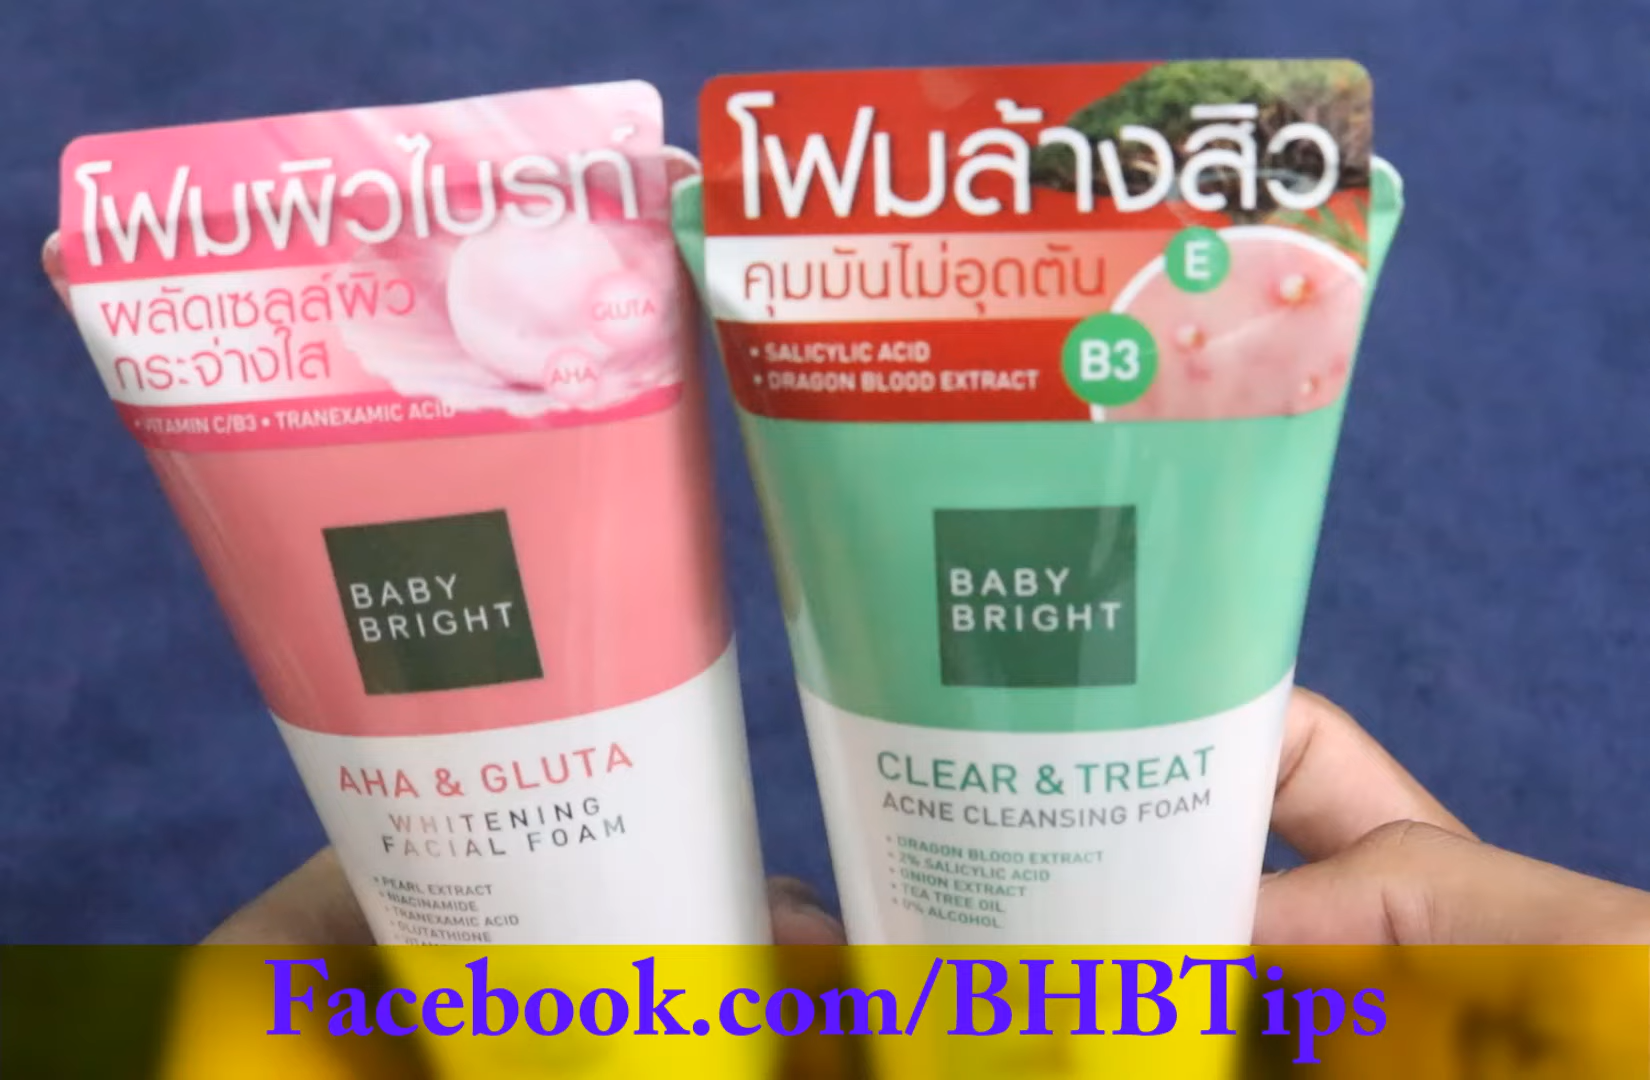 โฟมผิวไบรท์
ผลัดเซลล์ผิว
กระจ่างใส
GLUTA
AHA
• VITAMIN C/B3 • TRANEXAMIC ACID
BABY
BRIGHT
AHA & GLUTA
WHITENING
FACIAL FOAM
• PEARL EXTRACT
• NIACINAMIDE
• TRANEXAMIC ACID
• GLUTATHIONE
โฟมล้างสิว
คุมมันไม่อุดตัน
E
B3
• SALICYLIC ACID
• DRAGON BLOOD EXTRACT
BABY
BRIGHT
CLEAR & TREAT
ACNE CLEANSING FOAM
• DRAGON BLOOD EXTRACT
• 2% SALICYLIC ACID
• ONION EXTRACT
• TEA TREE OIL
• 0% ALCOHOL
Facebook.com/BHBTips